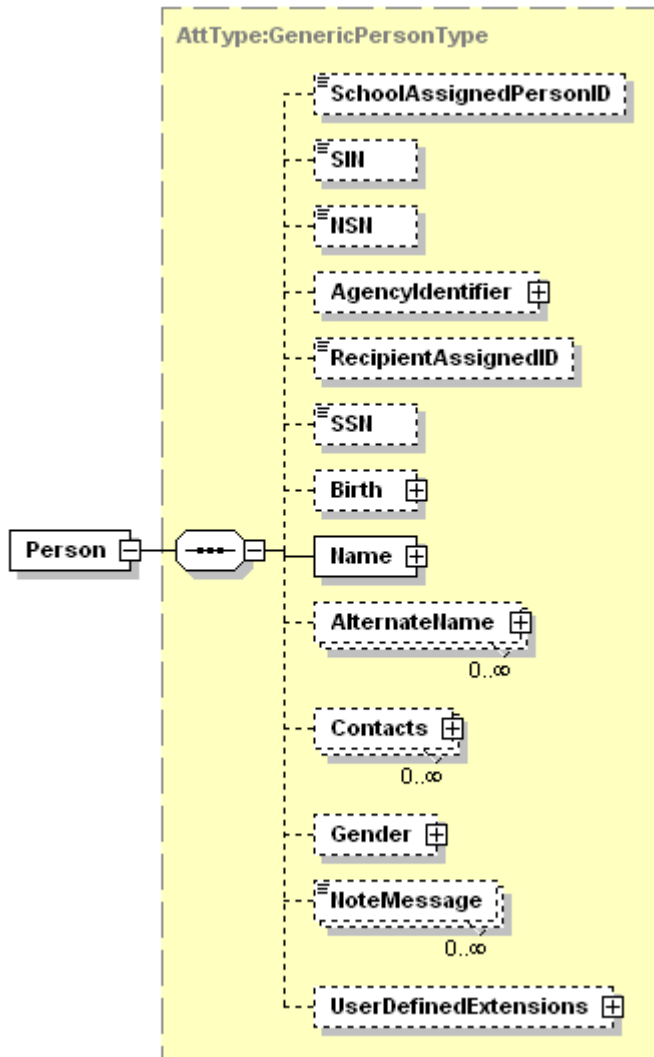 AttType:GenericPersonType
SchoolAssignedPersonID
SIN
NSN
AgencyIdentifier
RecipientAssignedID
SSN
Birth
Person
Name
AlternateName
0..∞
Contacts
0..∞
Gender
NoteMessage
0..∞
UserDefinedExtensions